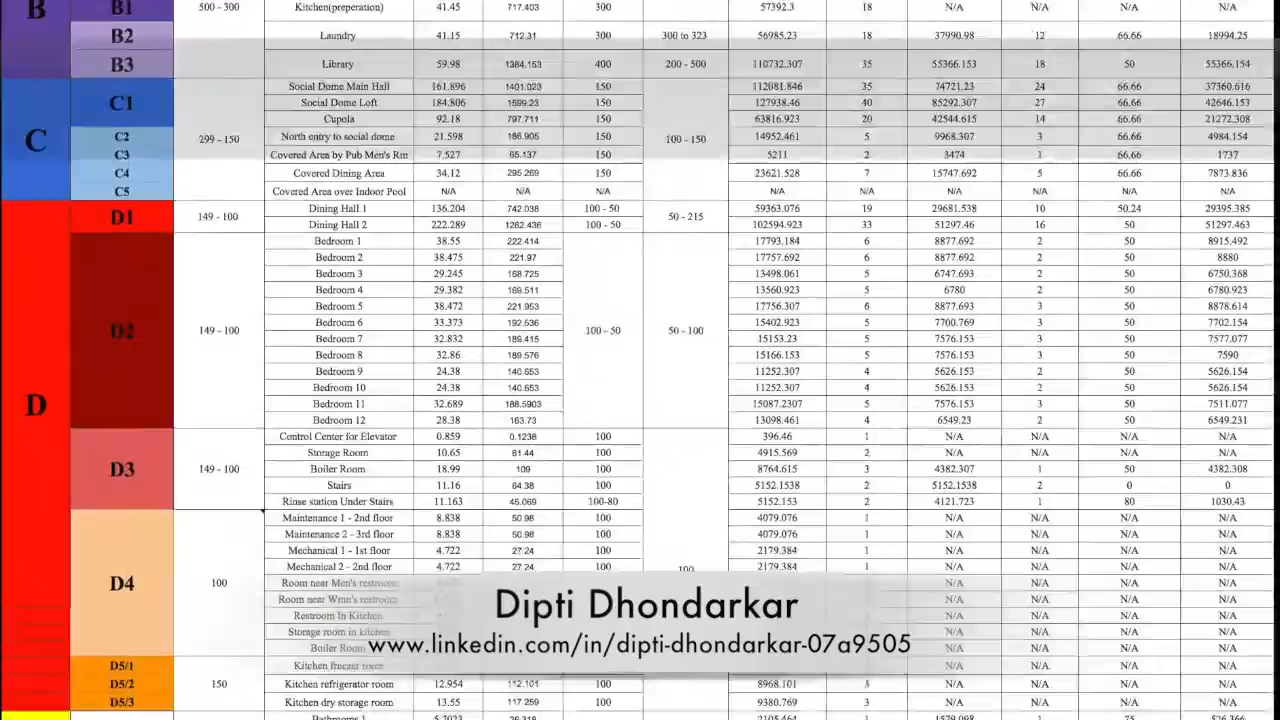 B B1 500 - 300 Kitchen(preperation) 41.45 717.403 300 57392.3 18 N/A N/A N/A N/A
B2 Laundry 41.15 712.31 300 300 to 323 56985.23 18 37990.98 12 66.66 18994.25
B3 Library 59.98 1384.153 400 200 - 500 110732.307 35 55366.153 18 50 55366.154
Social Dome Main Hall 161.896 1401.023 150 112081.846 35 74721.23 24 66.66 37360.616
C1 Social Dome Loft 184.806 1599.23 150 127938.46 40 85292.307 27 66.66 42646.153
Cupola 92.18 797.711 150 63816.923 20 42544.615 14 66.66 21272.308
C C2 299 - 150 North entry to social dome 21.598 186.905 150 100 - 150 14952.461 5 9968.307 3 66.66 4984.154
C3 Covered Area by Pub Men's Rm 7.527 65.137 150 5211 2 3474 1 66.66 1737
C4 Covered Dining Area 34.12 295.269 150 23621.528 7 15747.692 5 66.66 7873.836
C5 Covered Area over Indoor Pool N/A N/A N/A N/A N/A N/A N/A N/A N/A
D1 149 - 100 Dining Hall 1 136.204 742.038 100 - 50 50 - 215 59363.076 19 29681.538 10 50.24 29395.385
Dining Hall 2 222.289 1282.436 100 - 50 102594.923 33 51297.46 16 50 51297.463
Bedroom 1 38.55 222.414 17793.184 6 8877.692 2 50 8915.492
Bedroom 2 38.475 221.97 17757.692 6 8877.692 2 50 8880
Bedroom 3 29.245 168.725 13498.061 5 6747.693 2 50 6750.368
Bedroom 4 29.382 169.511 13560.923 5 6780 2 50 6780.923
Bedroom 5 38.472 221.953 17756.307 6 8877.693 3 50 8878.614
D2 149 - 100 Bedroom 6 33.373 192.536 100 - 50 50 - 100 15402.923 5 7700.769 3 50 7702.154
Bedroom 7 32.832 189.415 15153.23 5 7576.153 3 50 7577.077
Bedroom 8 32.86 189.576 15166.153 5 7576.153 3 50 7590
Bedroom 9 24.38 140.653 11252.307 4 5626.153 2 50 5626.154
Bedroom 10 24.38 140.653 11252.307 4 5626.153 2 50 5626.154
D Bedroom 11 32.689 188.5903 15087.2307 5 7576.153 3 50 7511.077
Bedroom 12 28.38 163.73 13098.461 4 6549.23 2 50 6549.231
Control Center for Elevator 0.859 0.1238 100 396.46 1 N/A N/A N/A N/A
Storage Room 10.65 61.44 100 4915.569 2 N/A N/A N/A N/A
D3 149 - 100 Boiler Room 18.99 109 100 8764.615 3 4382.307 1 50 4382.308
Stairs 11.16 64.38 100 5152.1538 2 5152.1538 2 0 0
Rinse station Under Stairs 11.163 45.069 100-80 5152.153 2 4121.723 1 80 1030.43
Maintenance 1 - 2nd floor 8.838 50.98 100 4079.076 1 N/A N/A N/A N/A
Maintenance 2 - 3rd floor 8.838 50.98 100 4079.076 1 N/A N/A N/A N/A
Mechanical 1 - 1st floor 4.722 27.24 100 2179.384 1 N/A N/A N/A N/A
Mechanical 2 - 2nd floor 4.722 27.24 100 100 2179.384 1 N/A N/A N/A N/A
D4 100 Room near Men's restroom N/A N/A N/A N/A
Room near Wmn's restroom N/A N/A N/A N/A
Restroom In Kitchen N/A N/A N/A N/A
Storage room in kitchen N/A N/A N/A N/A
Boiler Room N/A N/A N/A N/A
Dipti Dhondarkar
www.linkedin.com/in/dipti-dhondarkar-07a9505
D5/1 Kitchen freezer room N/A N/A N/A N/A
D5/2 150 Kitchen refrigerator room 12.954 112.101 100 8968.101 N/A N/A N/A N/A
D5/3 Kitchen dry storage room 13.55 117.259 100 9380.769 3 N/A N/A N/A N/A